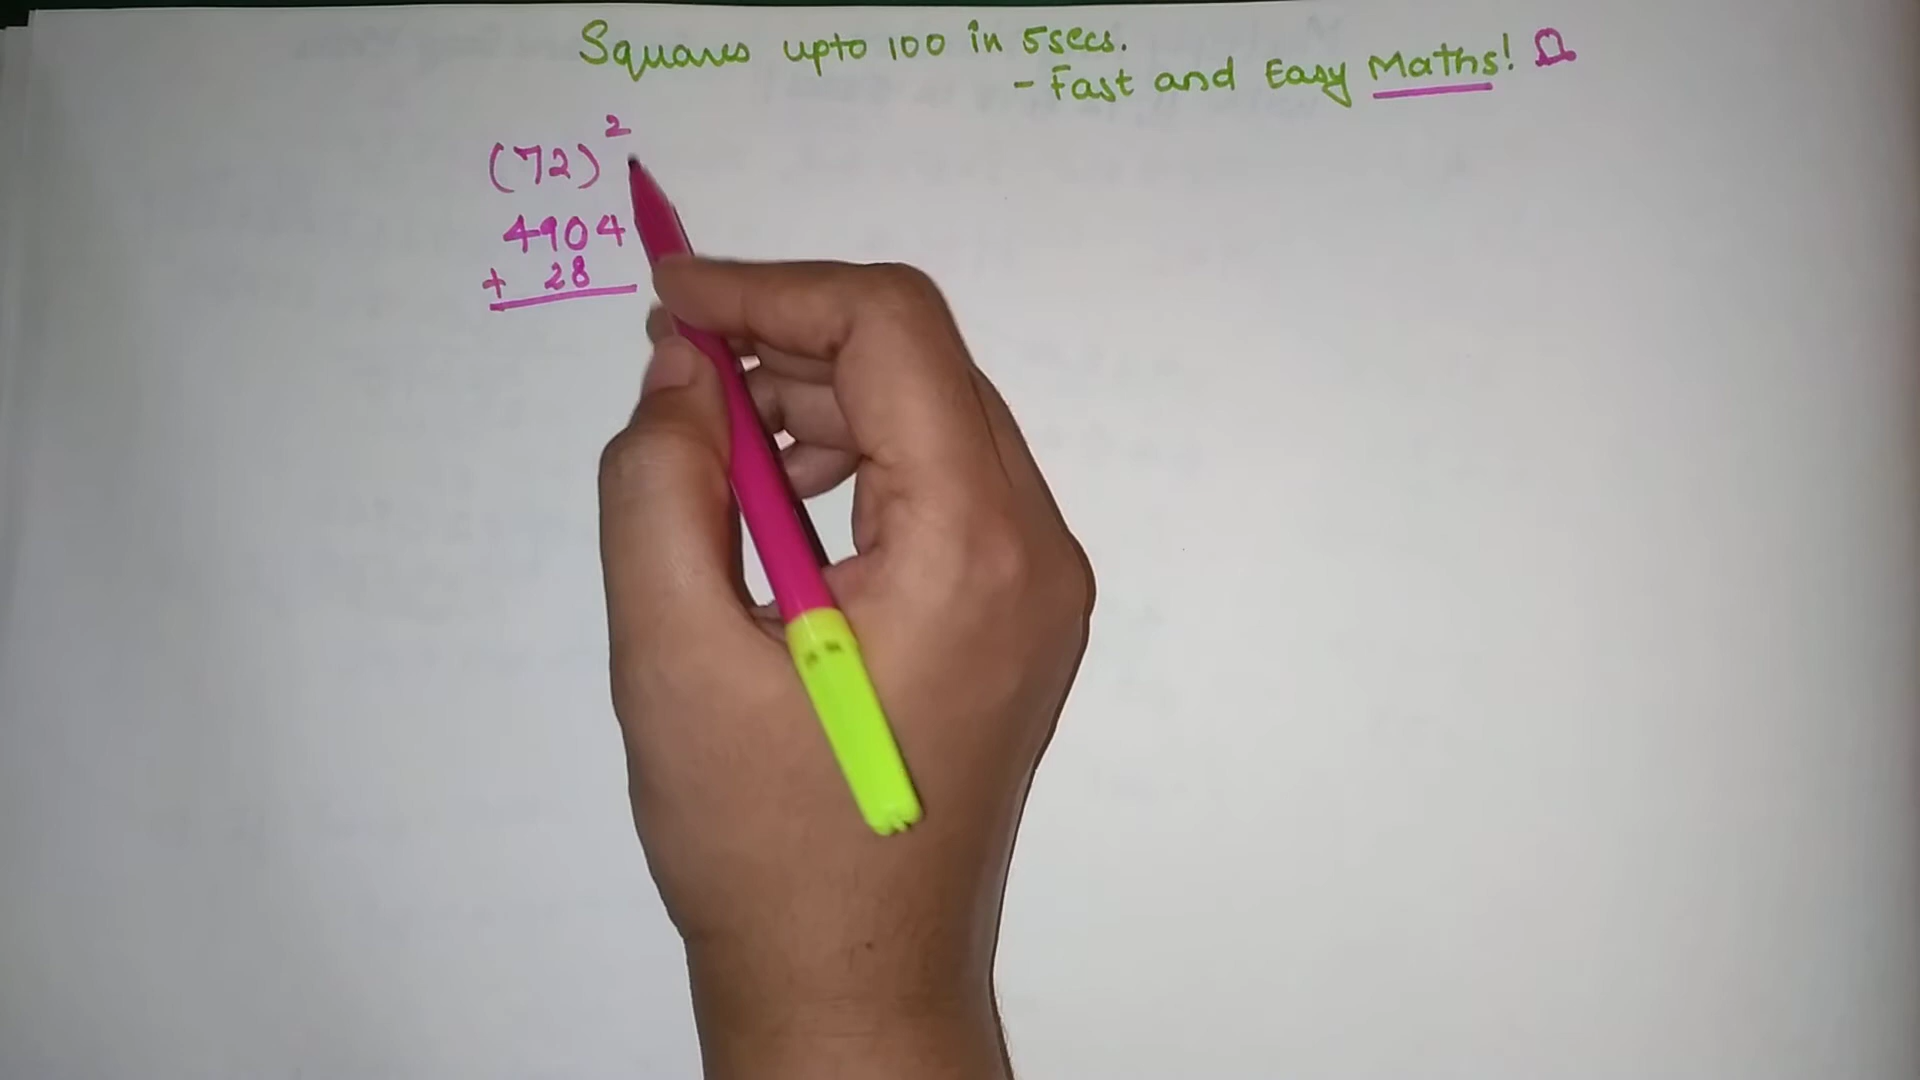 Squares upto 100 in 5secs.
- Fast and Easy Maths! Ω
(72)²
4904
+ 28